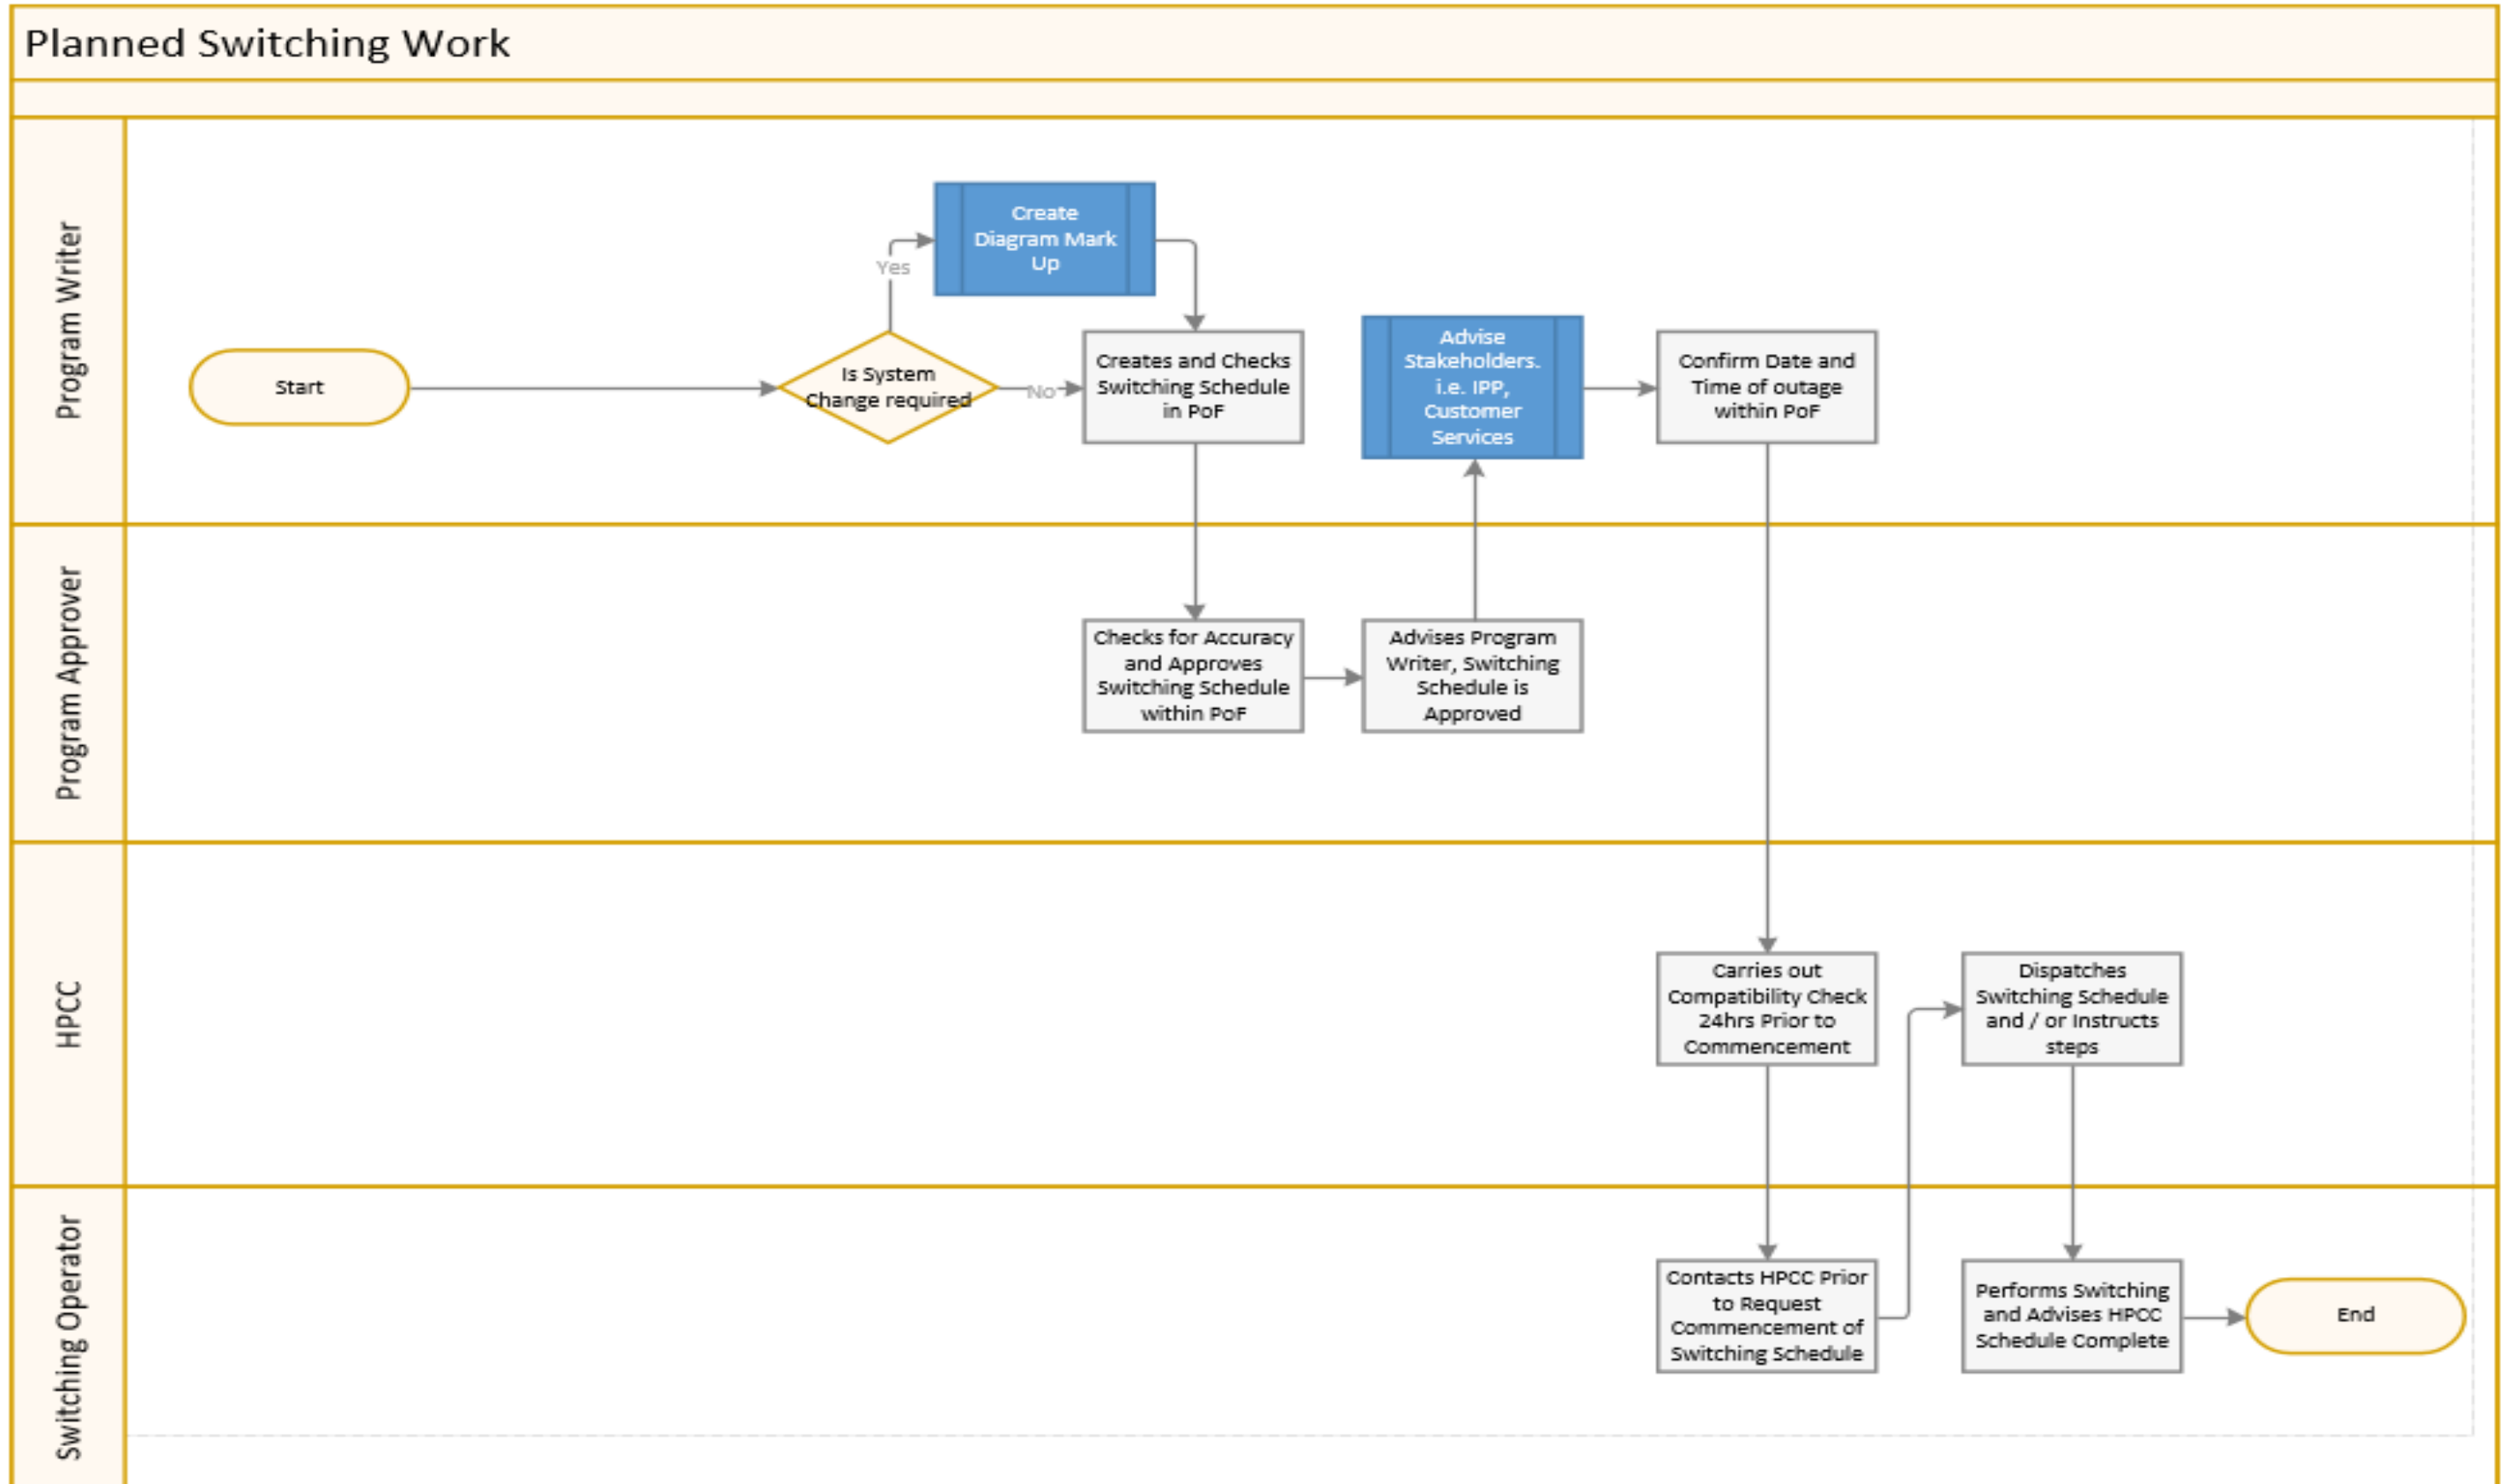 Planned Switching Work
Program Writer
Start
Is System
Change required
Yes
No
Create
Diagram Mark
Up
Creates and Checks
Switching Schedule
in PoF
Advise
Stakeholders.
i.e. IPP,
Customer
Services
Confirm Date and
Time of outage
within PoF
Program Approver
Checks for Accuracy
and Approves
Switching Schedule
within PoF
Advises Program
Writer, Switching
Schedule is
Approved
HPCC
Carries out
Compatibility Check
24hrs Prior to
Commencement
Dispatches
Switching Schedule
and / or Instructs
steps
Switching Operator
Contacts HPCC Prior
to Request
Commencement of
Switching Schedule
Performs Switching
and Advises HPCC
Schedule Complete
End